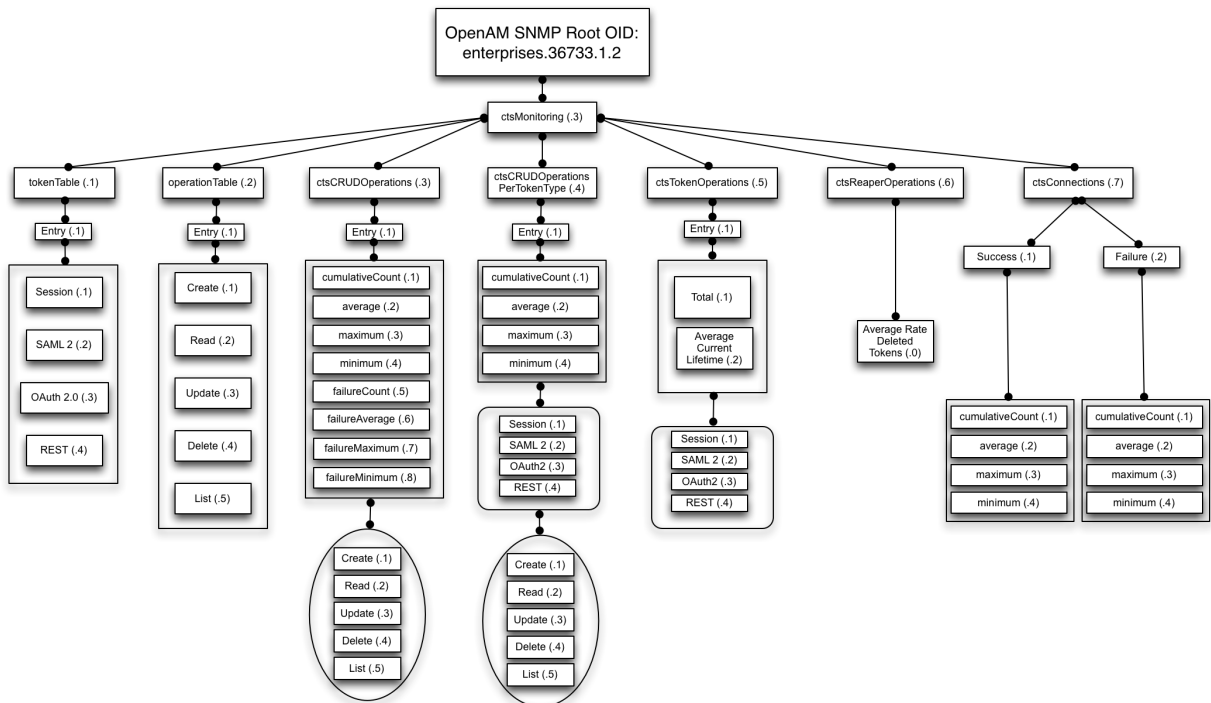 OpenAM SNMP Root OID:
enterprises.36733.1.2
ctsMonitoring (.3)
tokenTable (.1)
Entry (.1)
Session (.1)
SAML 2 (.2)
OAuth 2.0 (.3)
REST (.4)
operationTable (.2)
Entry (.1)
Create (.1)
Read (.2)
Update (.3)
Delete (.4)
List (.5)
ctsCRUDOperations (.3)
Entry (.1)
cumulativeCount (.1)
average (.2)
maximum (.3)
minimum (.4)
failureCount (.5)
failureAverage (.6)
failureMaximum (.7)
failureMinimum (.8)
Create (.1)
Read (.2)
Update (.3)
Delete (.4)
List (.5)
ctsCRUDOperations
PerTokenType (.4)
Entry (.1)
cumulativeCount (.1)
average (.2)
maximum (.3)
minimum (.4)
Session (.1)
SAML 2 (.2)
OAuth2 (.3)
REST (.4)
Create (.1)
Read (.2)
Update (.3)
Delete (.4)
List (.5)
ctsTokenOperations (.5)
Entry (.1)
Total (.1)
Average
Current
Lifetime (.2)
Session (.1)
SAML 2 (.2)
OAuth2 (.3)
REST (.4)
ctsReaperOperations (.6)
Average Rate
Deleted
Tokens (.0)
ctsConnections (.7)
Success (.1)
cumulativeCount (.1)
average (.2)
maximum (.3)
minimum (.4)
Failure (.2)
cumulativeCount (.1)
average (.2)
maximum (.3)
minimum (.4)